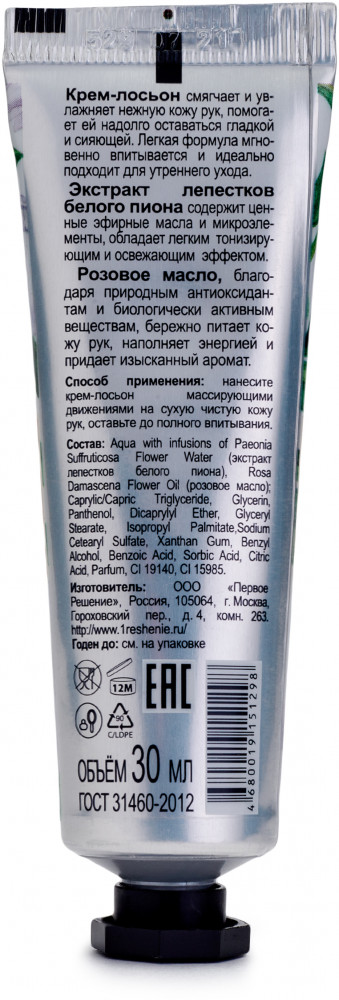 Крем-лосьон смягчает и ув-
лажняет нежную кожу рук, помога-
ет ей надолго оставаться гладкой
и сияющей. Легкая формула мгно-
венно впитывается и идеально
подходит для утреннего ухода.
Экстракт лепестков
белого пиона содержит цен-
ные эфирные масла и микроэле-
менты, обладает легким тонизиру-
ющим и освежающим эффектом.
Розовое масло, благо-
даря природным антиоксидан-
там и биологически активным
веществам, бережно питает ко-
жу рук, наполняет энергией и
придает изысканный аромат.
Способ применения: нанесите
крем-лосьон массирующими
движениями на сухую чистую кожу
рук, оставьте до полного впитывания.
Состав: Aqua with infusions of Paeonia
Suffruticosa Flower Water (экстракт
лепестков белого пиона), Rosa
Damascena Flower Oil (розовое масло);
Caprylic/Capric Triglyceride, Glycerin,
Panthenol, Dicaprylyl Ether, Glyceryl
Stearate, Isopropyl Palmitate,Sodium
Cetearyl Sulfate, Xanthan Gum, Benzyl
Alcohol, Benzoic Acid, Sorbic Acid, Citric
Acid, Parfum, CI 19140, CI 15985.
Изготовитель: ООО «Первое
Решение», Россия, 105064, г. Москва,
Гороховский пер., д. 4, комн. 263.
http://www.1reshenie.ru/
Годен до: см. на упаковке
12М
EAC
90
C/LDPE
ОБЪЁМ 30 МЛ
ГОСТ 31460-2012
4680019151298